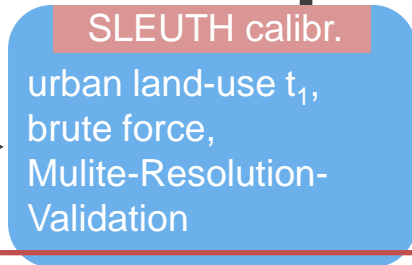 SLEUTH calibr.
urban land-use t₁,
brute force,
Mulite-Resolution-
Validation